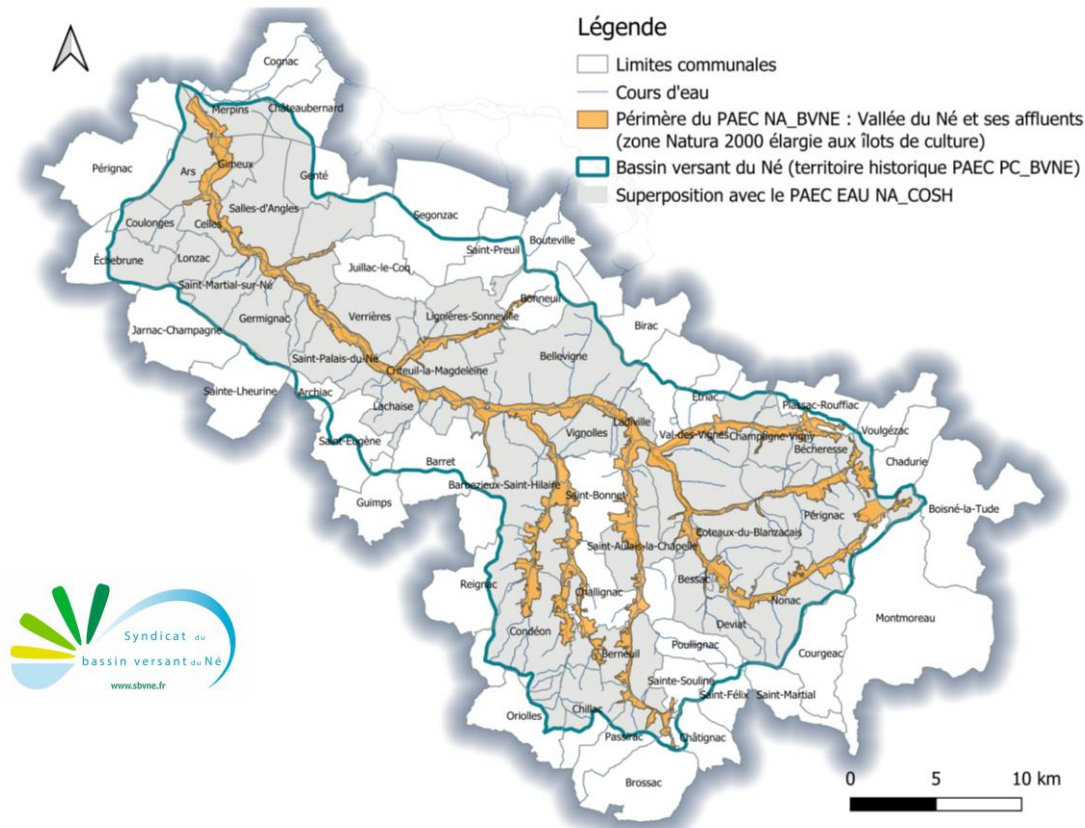 Légende
Limites communales
Cours d'eau
Périmère du PAEC NA_BVNE : Vallée du Né et ses affluents
(zone Natura 2000 élargie aux îlots de culture)
Bassin versant du Né (territoire historique PAEC PC_BVNE)
Superposition avec le PAEC EAU NA_COSH
Cognac
Merpins
Châteaubernard
Pérignac
Gimeux
Ars
Genté
Salles-d'Angles
Segonzac
Coulonges
Celles
Saint-Preuil
Bouteville
Échebrune
Lonzac
Juillac-le-Coq
Saint-Martial-sur-Né
Bonneuil
Jarnac-Champagne
Germignac
Verrières
Lignières-Sonneville
Birac
Saint-Palais-du-Né
Bellevigne
Criteuil-la-Magdeleine
Sainte-Lheurine
Archiac
Lachaise
Étriac
Plassac-Rouffiac
Ladiville
Saint-Eugène
Vignolles
Val-des-Vignes
Champagne-Vigny
Voulgézac
Bécheresse
Barret
Chadurie
Barbezieux-Saint-Hilaire
Guimps
Saint-Bonnet
Pérignac
Boisné-la-Tude
Coteaux-du-Blanzacais
Saint-Aulais-la-Chapelle
Reignac
Bessac
Challignac
Nonac
Montmoreau
Condéon
Deviat
Poullignac
Berneuil
Courgeac
Sainte-Souline
Saint-Félix
Saint-Martial
Oriolles
Chillac
Passirac
Châtignac
Brossac
Syndicat du
bassin versant du Né
www.sbvne.fr
0 5 10 km